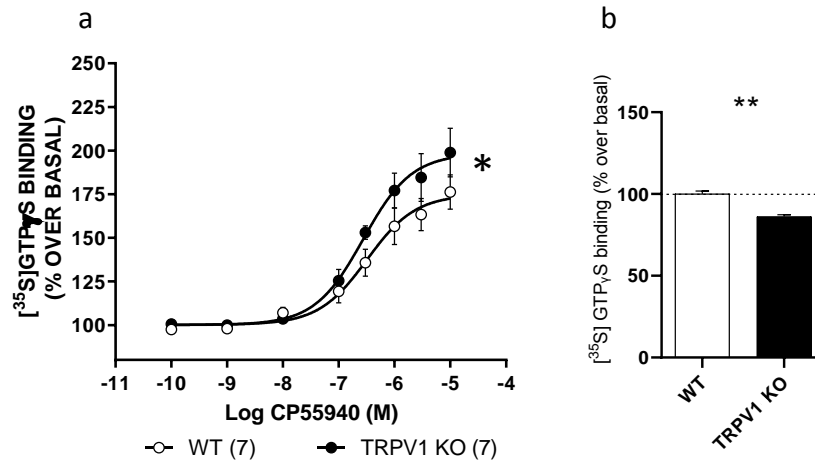 a
[³⁵S]GTPγS BINDING
(% OVER BASAL)
250
225
200
175
150
125
100
*
-11 -10 -9 -8 -7 -6 -5 -4
Log CP55940 (M)
WT (7) TRPV1 KO (7)
b
[³⁵S] GTPγS binding (% over basal)
150
100
50
0
**
WT
TRPV1 KO